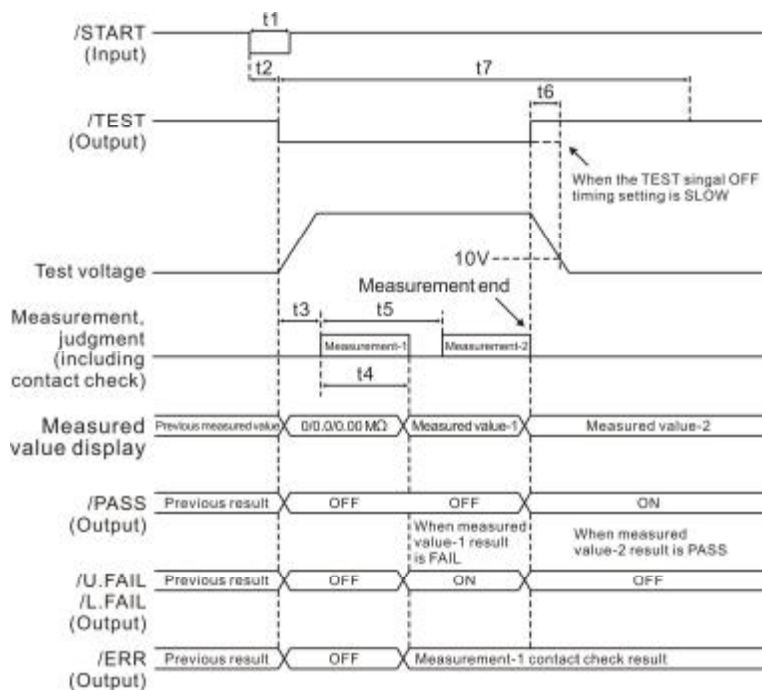 t1
/START
(Input)
t2
t7
t6
/TEST
(Output)
When the TEST singal OFF
timing setting is SLOW
10V
Test voltage
Measurement end
t3
t5
Measurement,
judgment
(including
contact check)
Measurement-1
Measurement-2
t4
Measured
value display
Previous measured value
0/0.0/0.00 MΩ
Measured value-1
Measured value-2
/PASS
(Output)
Previous result
OFF
OFF
ON
When measured
value-1 result
is FAIL
When measured
value-2 result is PASS
/U.FAIL
/L.FAIL
(Output)
Previous result
OFF
ON
OFF
/ERR
(Output)
Previous result
OFF
Measurement-1 contact check result